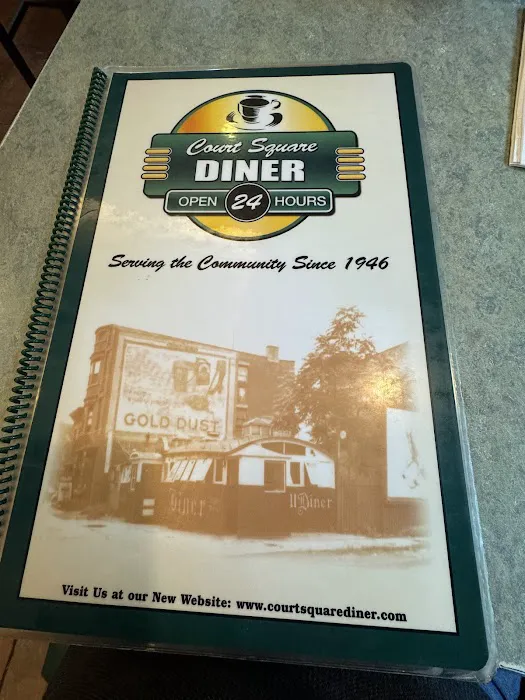 Court Square
DINER
OPEN 24 HOURS
Serving the Community Since 1946
GOLD DUST
Diner
Diner
Visit Us at our New Website: www.courtsquarediner.com